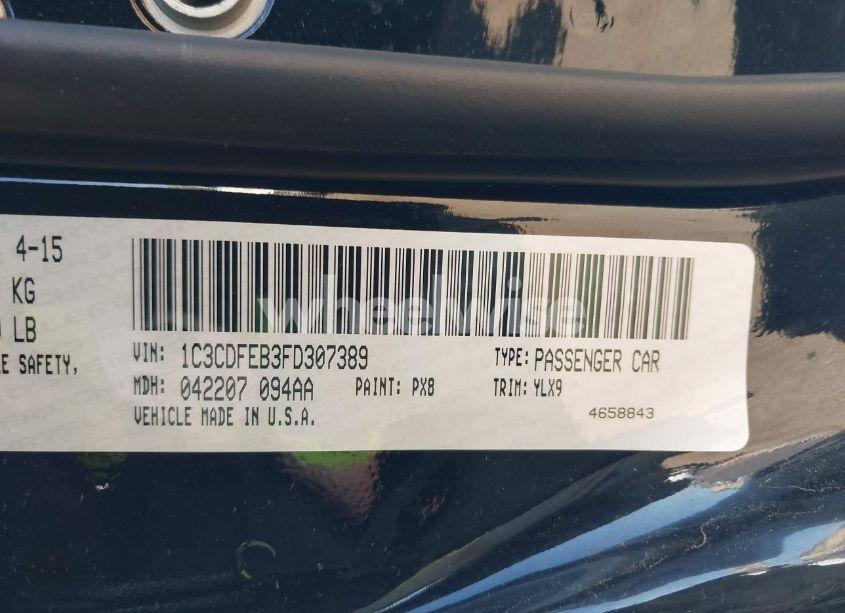 4-15
KG
LB
E SAFETY,
wheelwise
VIN: 1C3CDFEB3FD307389 TYPE: PASSENGER CAR
MDH: 042207 094AA PAINT: PX8 TRIM: YLX9
VEHICLE MADE IN U.S.A. 4658843